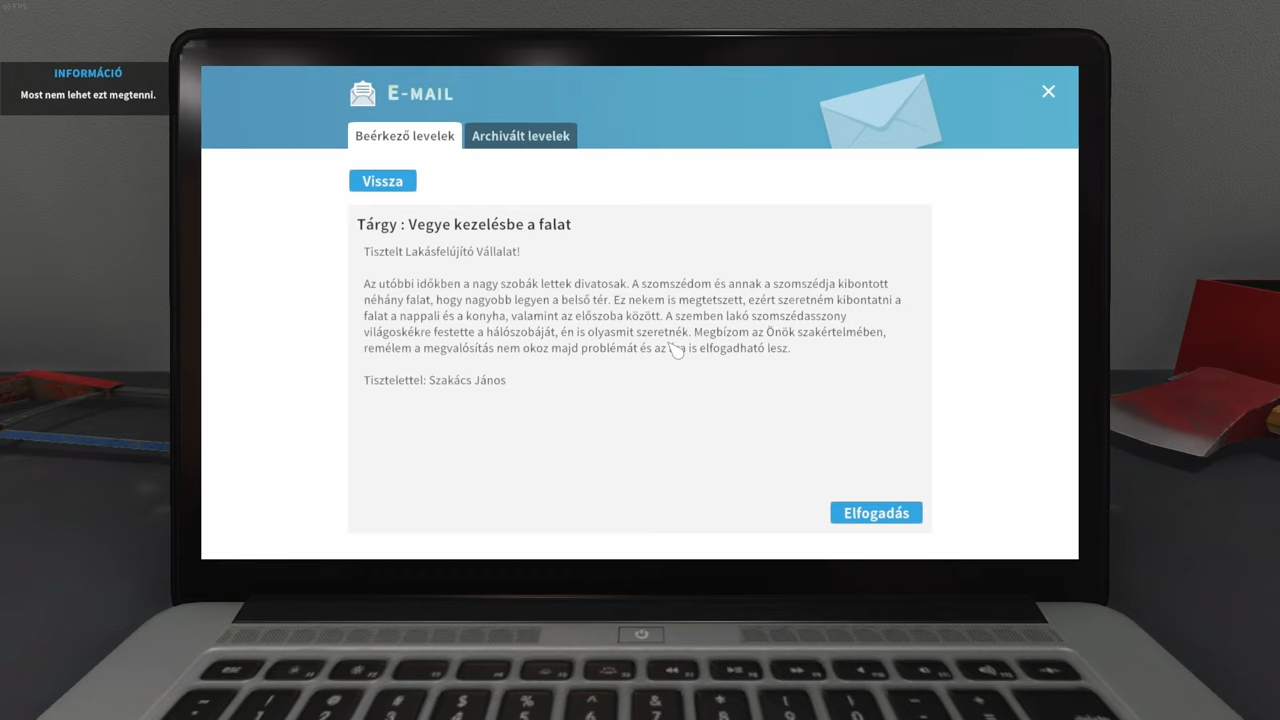 60 FPS
INFORMÁCIÓ
Most nem lehet ezt megtenni.
E-MAIL
Beérkező levelek
Archivált levelek
Vissza
Tárgy : Vegye kezelésbe a falat
Tisztelt Lakásfelújító Vállalat!
Az utóbbi időkben a nagy szobák lettek divatosak. A szomszédom és annak a szomszédja kibontott
néhány falat, hogy nagyobb legyen a belső tér. Ez nekem is megtetszett, ezért szeretném kibontatni a
falat a nappali és a konyha, valamint az előszoba között. A szemben lakó szomszédasszony
világoskékre festette a hálószobáját, én is olyasmit szeretnék. Megbízom az Önök szakértelmében,
remélem a megvalósítás nem okoz majd problémát és az is elfogadható lesz.
Tisztelettel: Szakács János
Elfogadás
esc